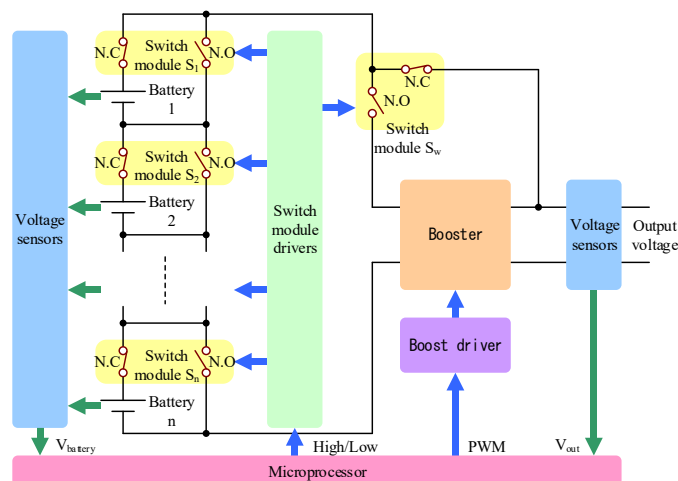 N.C
Switch
module S1
N.O
Battery
1
N.C
N.O
Switch
module Sw
N.C
Switch
module S2
N.O
Battery
2
Voltage
sensors
Switch
module
drivers
Booster
Voltage
sensors
Output
voltage
Boost driver
N.C
Switch
module Sn
N.O
Battery
n
Vbattery
High/Low
PWM
Vout
Microprocessor